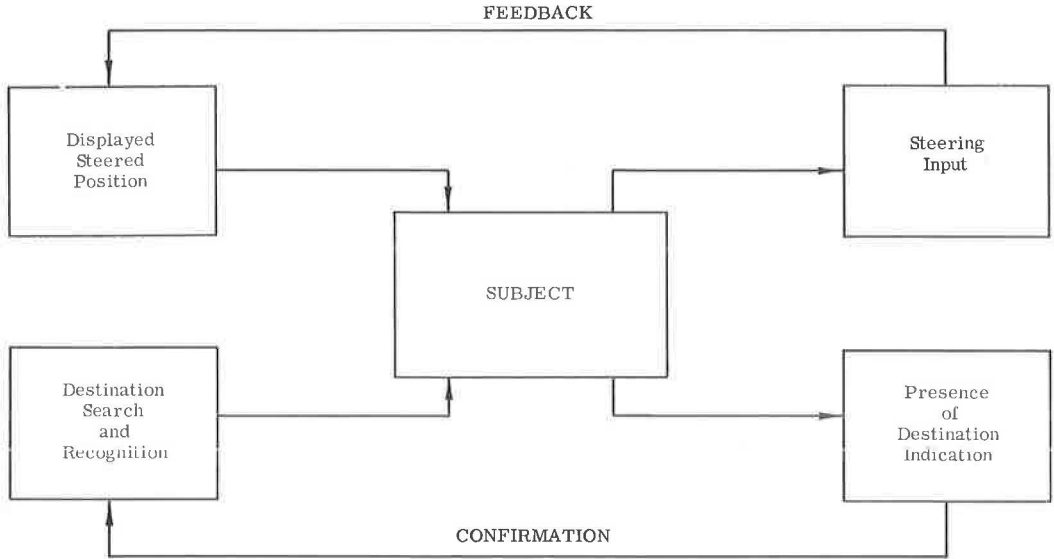 FEEDBACK
Displayed
Steered
Position
Steering
Input
SUBJECT
Destination
Search
and
Recognition
Presence
of
Destination
Indication
CONFIRMATION